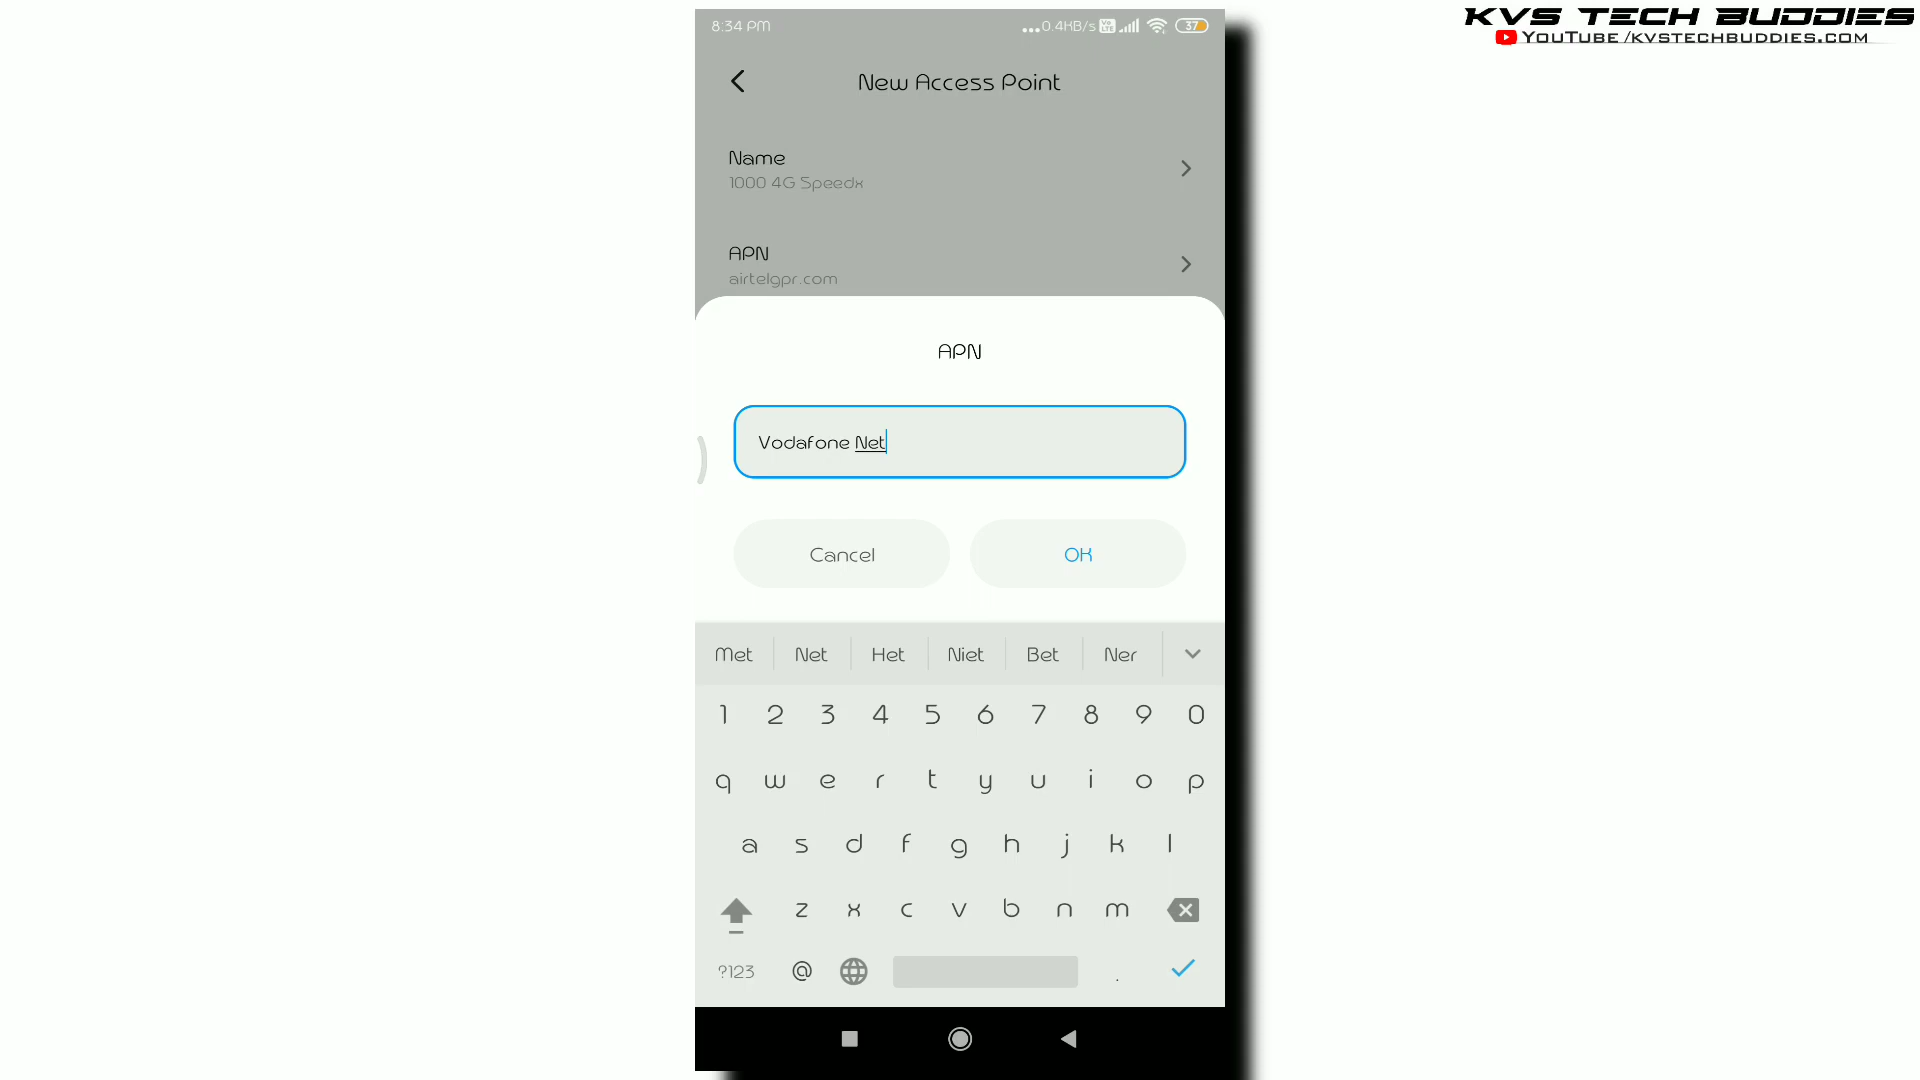 KVS TECH BUDDIES
YouTube/kvstechbuddies.com
8:34 PM
...0.4KB/s
Vo LTE
37
New Access Point
Name
1000 4G Speedx
APN
airtelgpr.com
APN
Vodafone Net
Cancel
OK
Met Net Het Niet Bet Ner
1 2 3 4 5 6 7 8 9 0
q w e r t y u i o p
a s d f g h j k l
z x c v b n m
?123 @ .